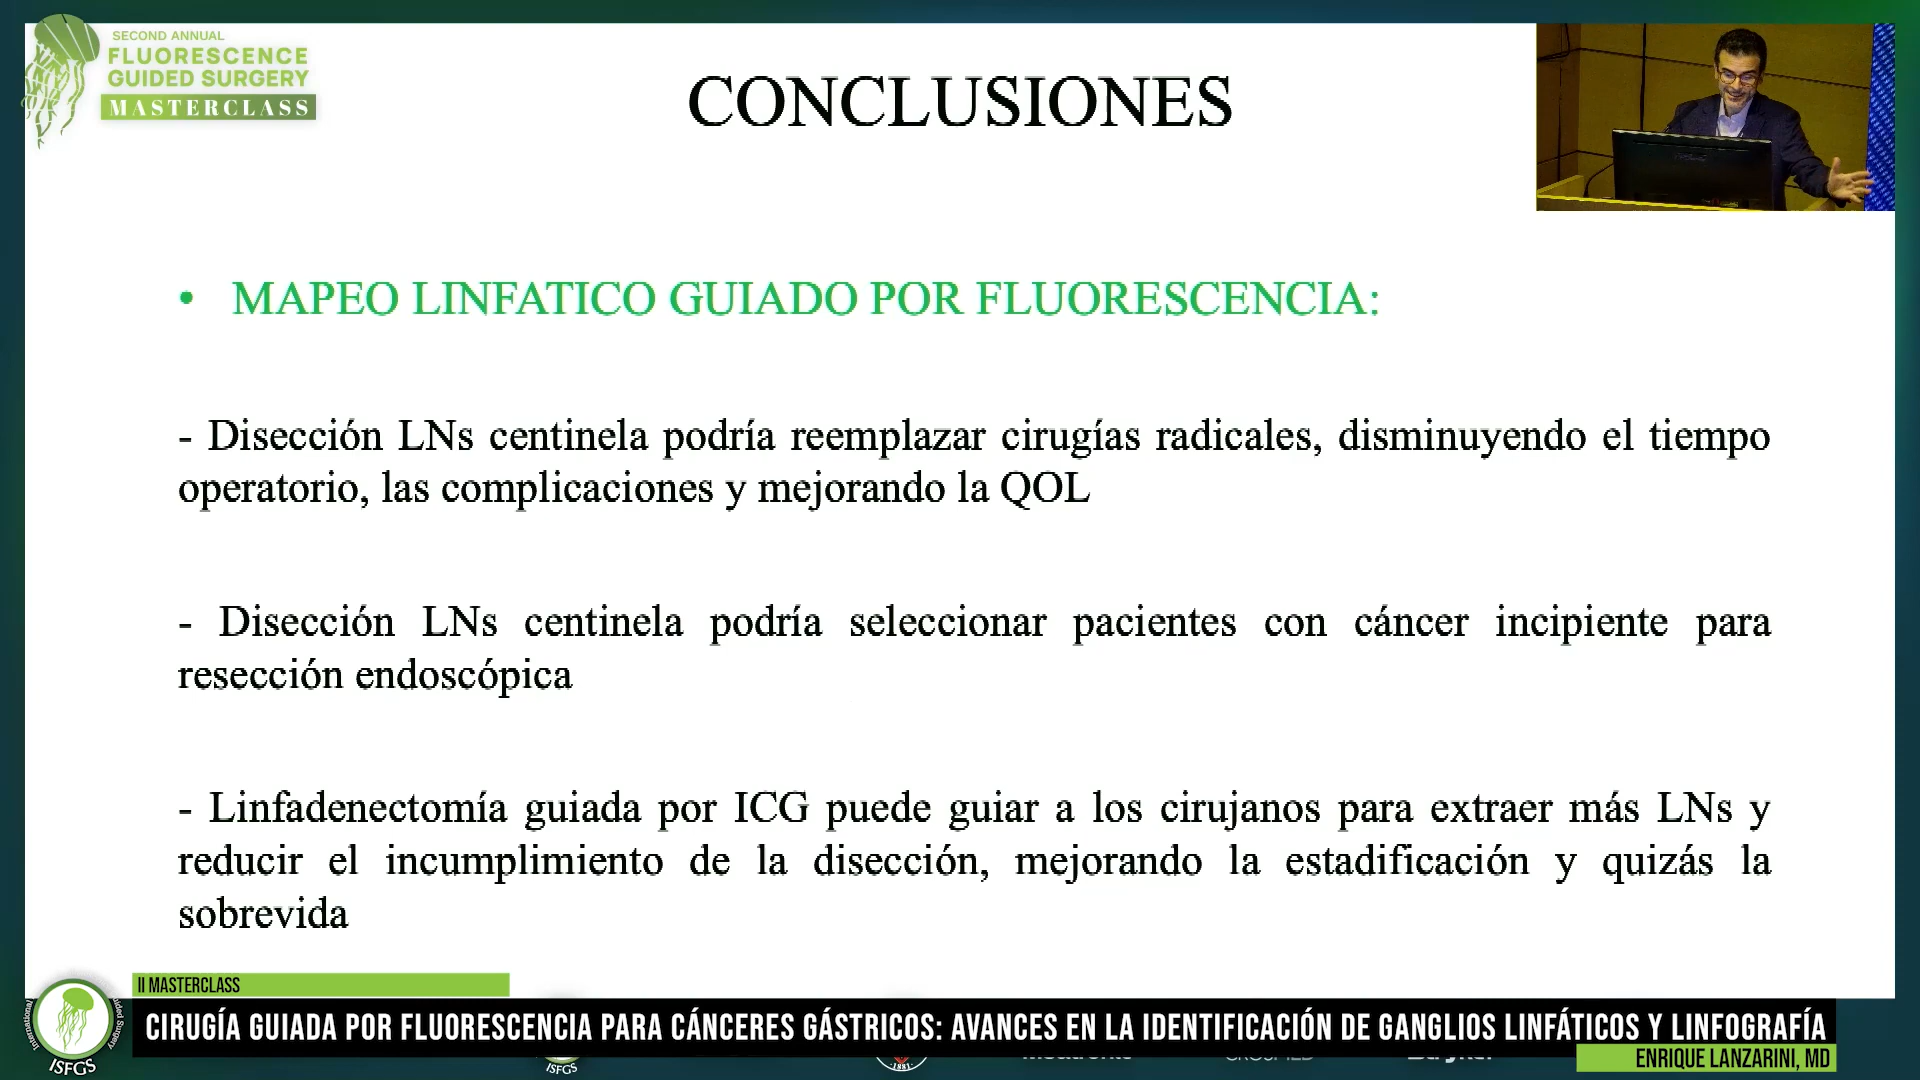 SECOND ANNUAL
FLUORESCENCE
GUIDED SURGERY
MASTERCLASS
CONCLUSIONES
• MAPEO LINFATICO GUIADO POR FLUORESCENCIA:
- Disección LNs centinela podría reemplazar cirugías radicales, disminuyendo el tiempo
operatorio, las complicaciones y mejorando la QOL
- Disección LNs centinela podría seleccionar pacientes con cáncer incipiente para
resección endoscópica
- Linfadenectomía guiada por ICG puede guiar a los cirujanos para extraer más LNs y
reducir el incumplimiento de la disección, mejorando la estadificación y quizás la
sobrevida
II MASTERCLASS
CIRUGÍA GUIADA POR FLUORESCENCIA PARA CÁNCERES GÁSTRICOS: AVANCES EN LA IDENTIFICACIÓN DE GANGLIOS LINFÁTICOS Y LINFOGRAFÍA
ENRIQUE LANZARINI, MD
ISFGS
ISFGS
1881